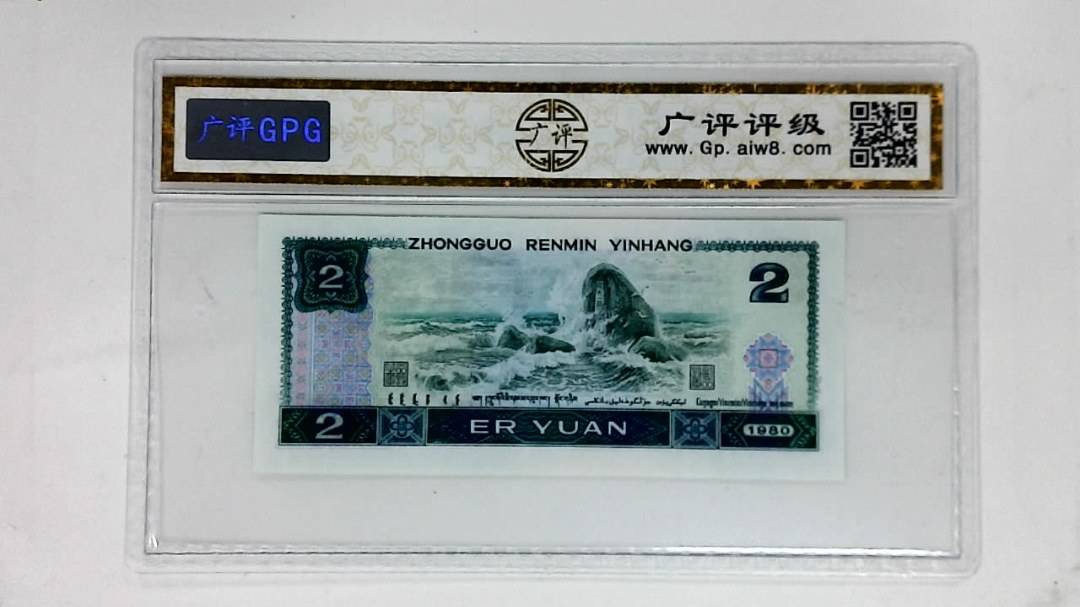 广评GPG
广评
广评评级
www. Gp. aiw8. com
ZHONGGUO RENMIN YINHANG
2
2
2
ER YUAN
1980